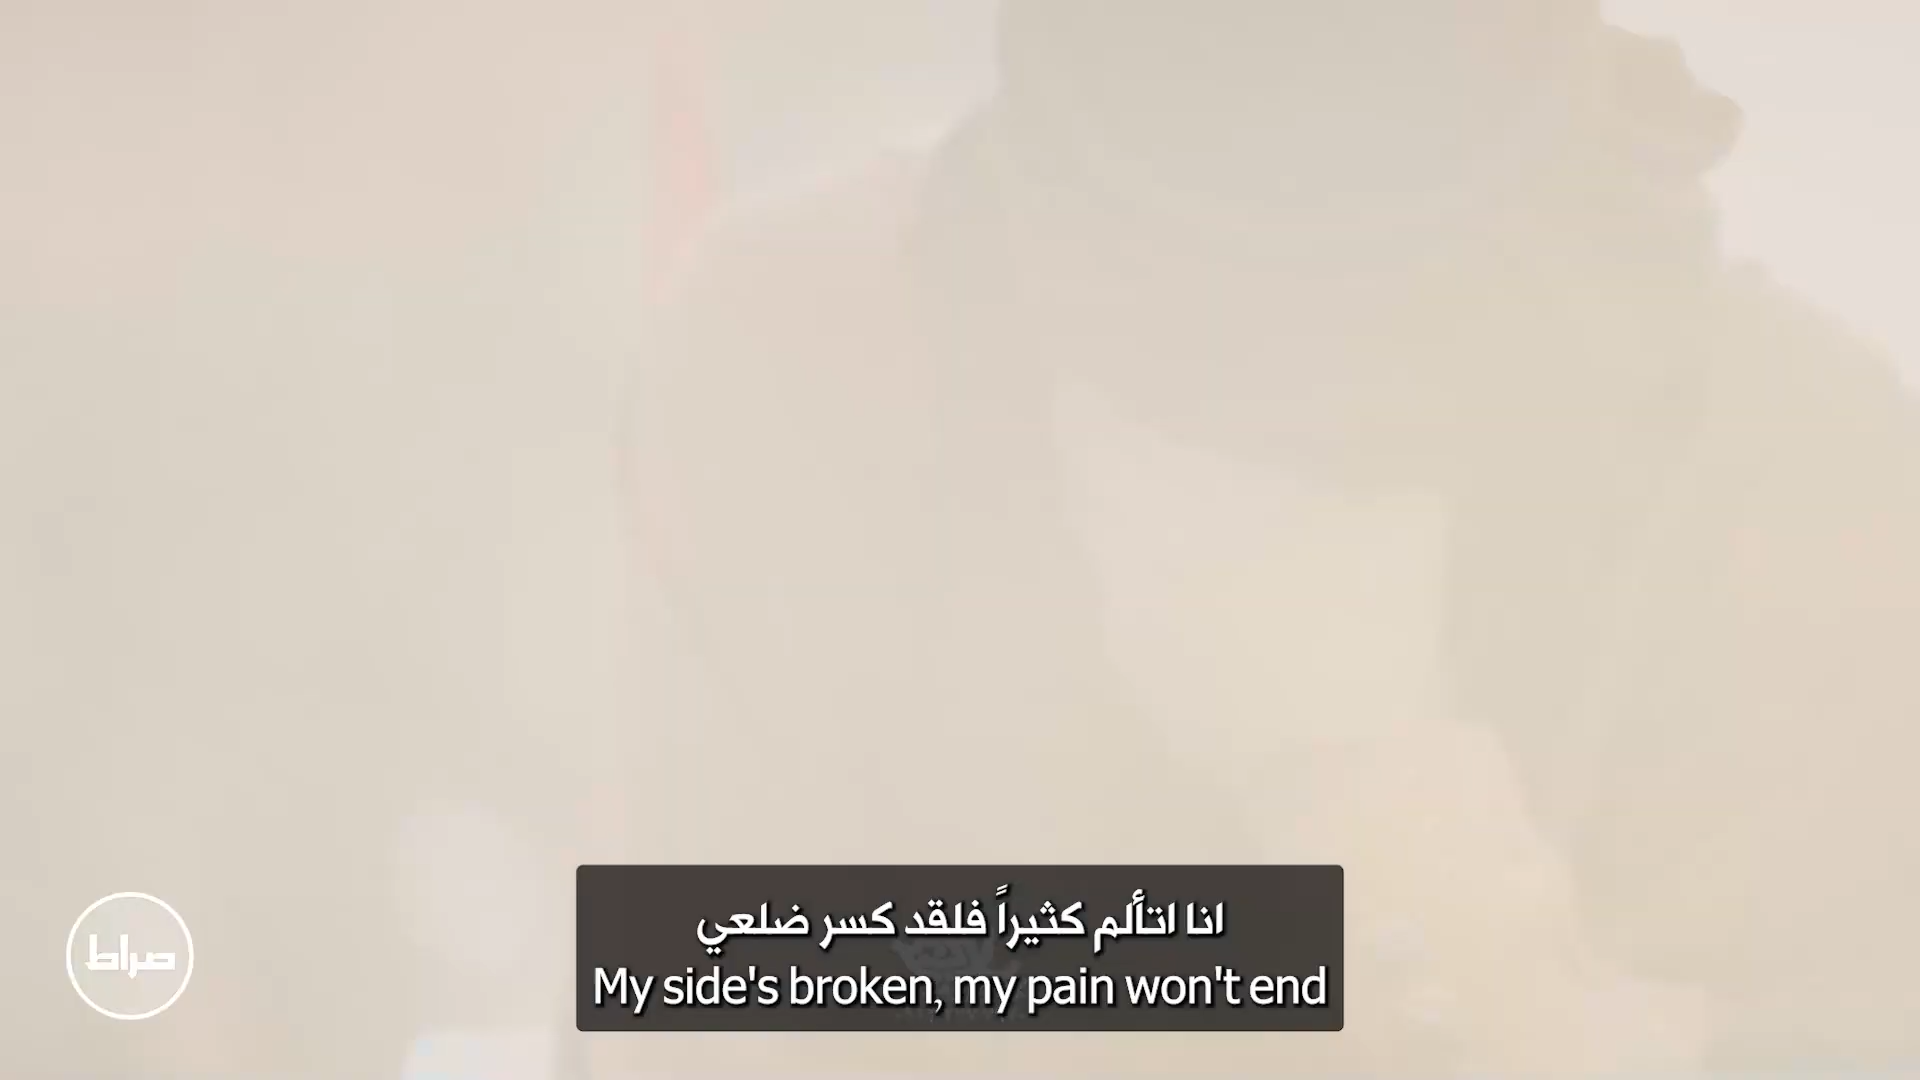 انا اتألم كثيراً فلقد كسر ضلعي
My side's broken, my pain won't end
صراط